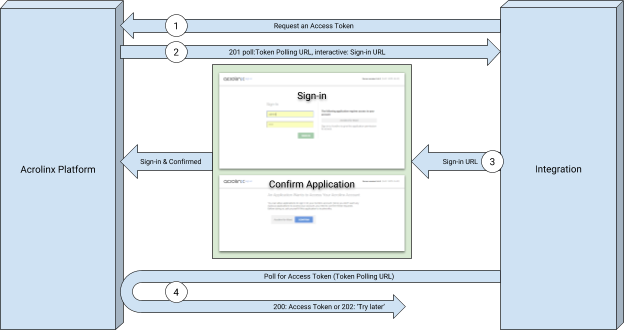 1
Request an Access Token
2
201 poll:Token Polling URL, interactive: Sign-in URL
acrolinx
Sign-in
Sign-in
Acrolinx Platform
Sign-in & Confirmed
Sign-in URL
3
Integration
acrolinx
Confirm Application
Poll for Access Token (Token Polling URL)
4
200: Access Token or 202: 'Try later'